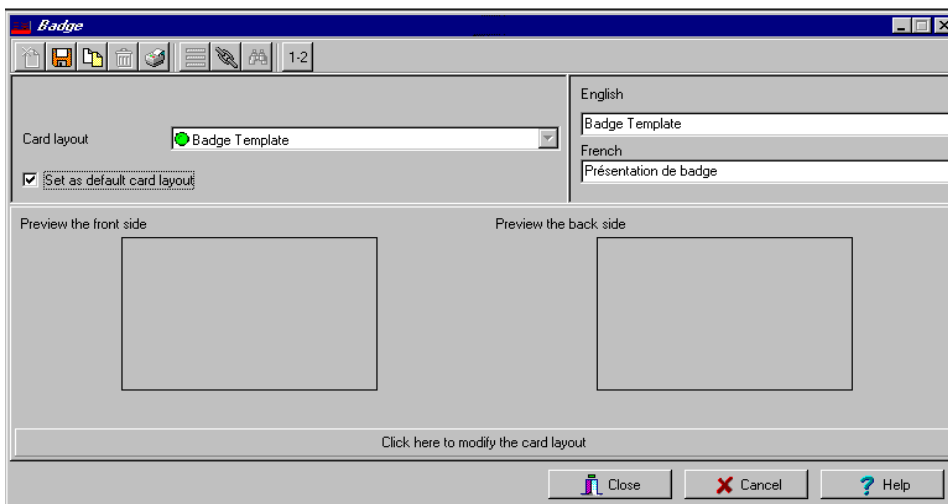 Badge
1-2
English
Card layout
Badge Template
Badge Template
French
Set as default card layout
Présentation de badge
Preview the front side
Preview the back side
Click here to modify the card layout
Close
Cancel
? Help